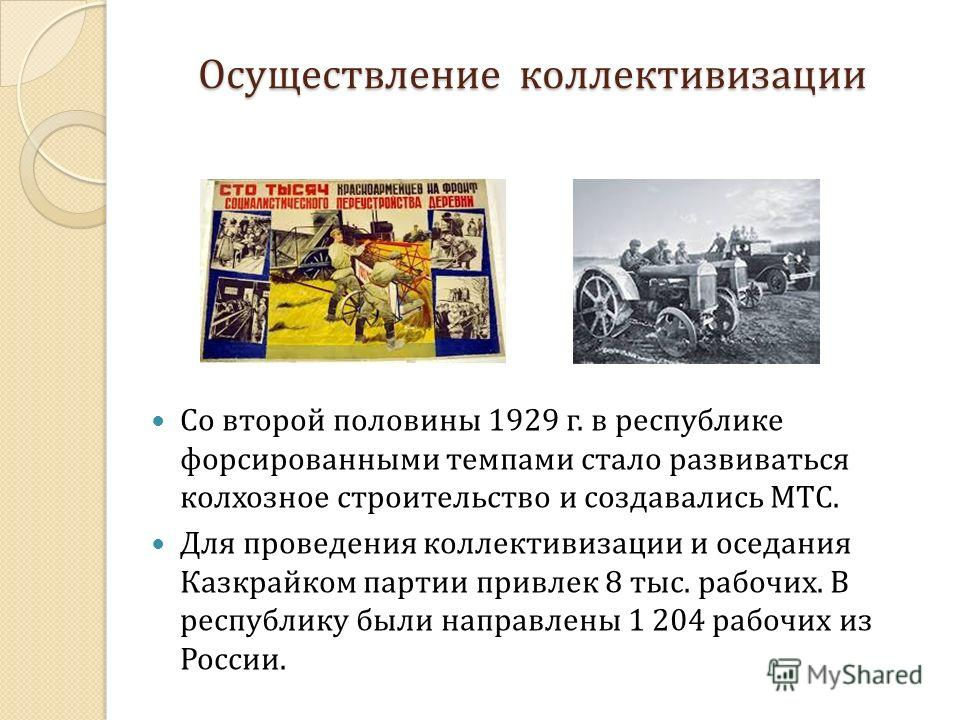 Осуществление коллективизации
СТО ТЫСЯЧ КРАСНОАРМЕЙЦЕВ НА ФРОНТ
СОЦИАЛИСТИЧЕСКОГО ПЕРЕУСТРОЙСТВА ДЕРЕВНИ
Со второй половины 1929 г. в республике
форсированными темпами стало развиваться
колхозное строительство и создавались МТС.
Для проведения коллективизации и оседания
Казкрайком партии привлек 8 тыс. рабочих. В
республику были направлены 1 204 рабочих из
России.
MyShared